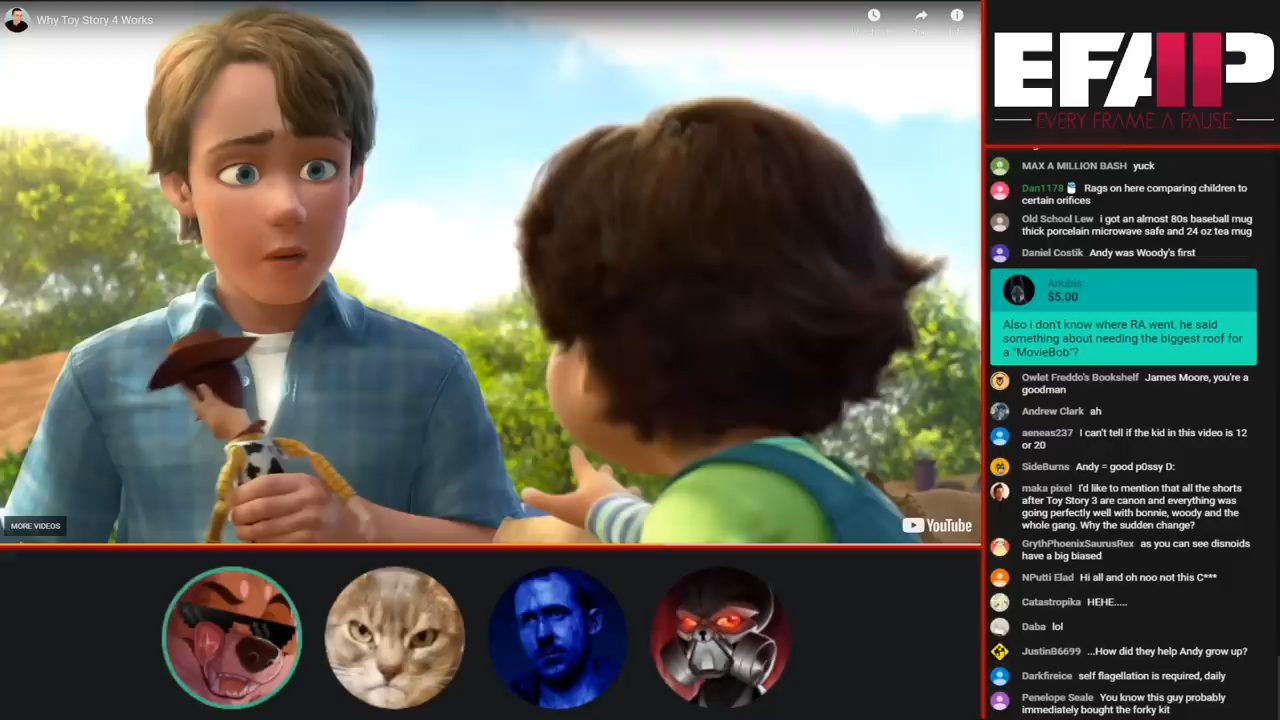 Why Toy Story 4 Works
MORE VIDEOS
YouTube
EFAP
EVERY FRAME A PAUSE
MAX A MILLION BASH yuck
Dan1178 Rags on here comparing children to
certain orifices
Old School Lew i got an almost 80s baseball mug
thick porcelain microwave safe and 24 oz tea mug
Daniel Costik Andy was Woody's first
Anubis
$5.00
Also i don't know where RA went, he said
something about needing the biggest roof for
a "MovieBob"?
Owlet Freddo's Bookshelf James Moore, you're a
goodman
Andrew Clark ah
aeneas237 I can't tell if the kid in this video is 12
or 20
SideBurns Andy = good p0ssy D:
maka pixel I'd like to mention that all the shorts
after Toy Story 3 are canon and everything was
going perfectly well with bonnie, woody and the
whole gang. Why the sudden change?
GrythPhoenixSaurusRex as you can see disnoids
have a big biased
NPutti Elad Hi all and oh noo not this C***
Catastropika HEHE.....
Daba lol
JustinB6699 ...How did they help Andy grow up?
Darkfireice self flagellation is required, daily
Penelope Seale You know this guy probably
immediately bought the forky kit